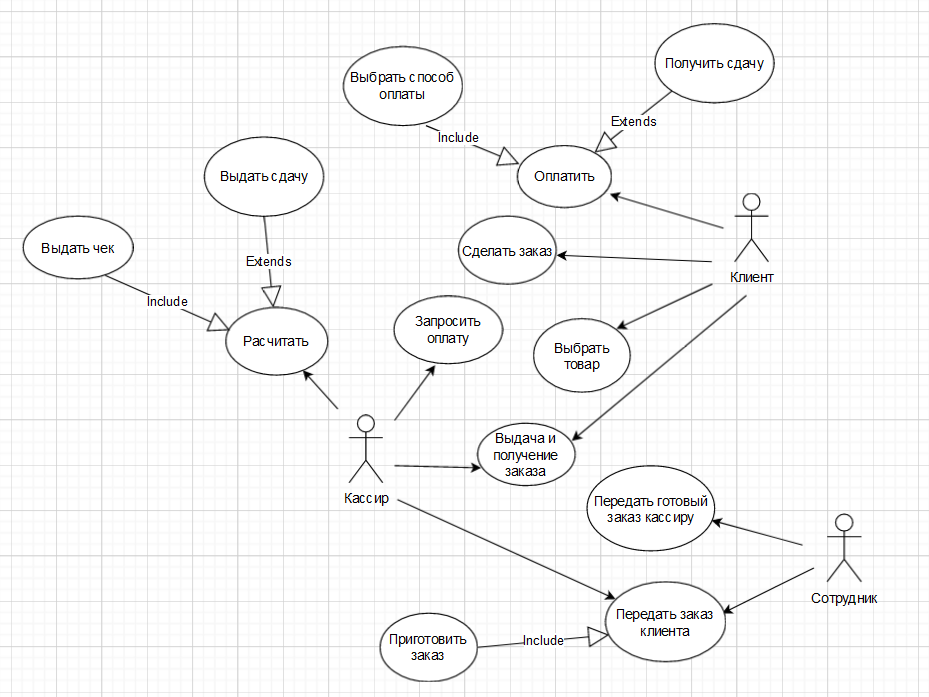 Получить сдачу
Выбрать способ
оплаты
Extends
Include
Выдать сдачу
Оплатить
Выдать чек
Сделать заказ
Extends
Клиент
Include
Запросить
оплату
Расчитать
Выбрать
товар
Выдача и
получение
заказа
Кассир
Передать готовый
заказ кассиру
Сотрудник
Передать заказ
клиента
Приготовить
заказ
Include